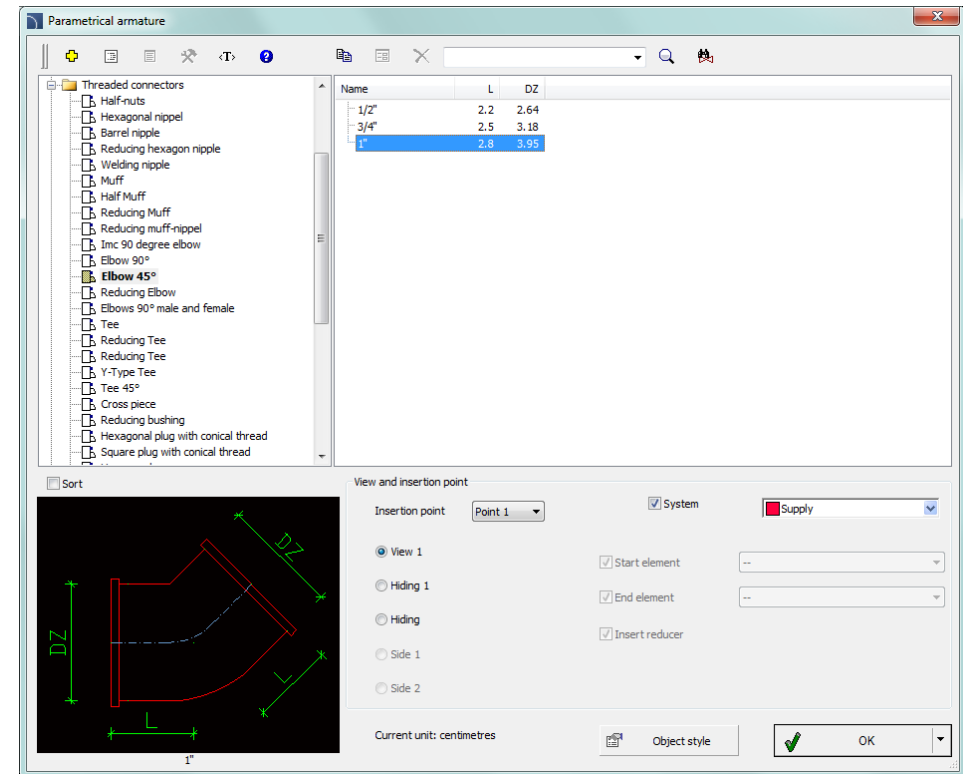 Parametrical armature
<T>
Threaded connectors
Half-nuts
Hexagonal nippel
Barrel nipple
Reducing hexagon nipple
Welding nipple
Muff
Half Muff
Reducing Muff
Reducing muff-nippel
Imc 90 degree elbow
Elbow 90°
Elbow 45°
Reducing Elbow
Elbows 90° male and female
Tee
Reducing Tee
Reducing Tee
Y-Type Tee
Tee 45°
Cross piece
Reducing bushing
Hexagonal plug with conical thread
Square plug with conical thread
Name L DZ
1/2" 2.2 2.64
3/4" 2.5 3.18
1" 2.8 3.95
Sort
DZ
DZ
L
L
1"
View and insertion point
Insertion point Point 1
System Supply
View 1
Hiding 1
Hiding
Side 1
Side 2
Start element --
End element --
Insert reducer
Current unit: centimetres
Object style
OK